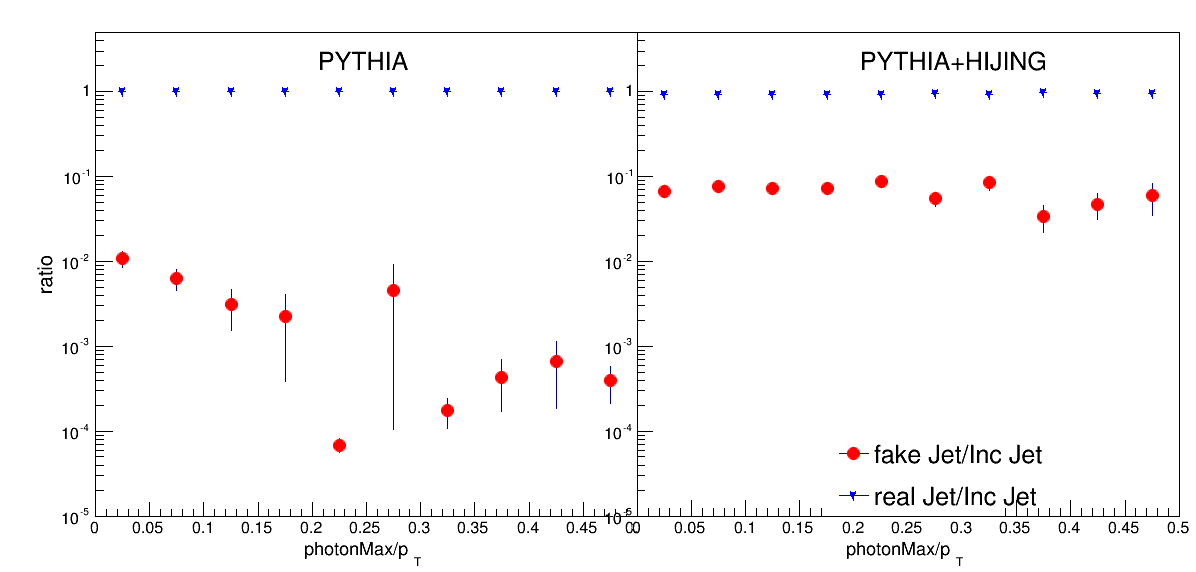 PYTHIA
PYTHIA+HIJING
1
10^-1
10^-2
10^-3
10^-4
10^-5
ratio
1
10^-1
10^-2
10^-3
10^-4
10^-5
fake Jet/Inc Jet
real Jet/Inc Jet
0 0.05 0.1 0.15 0.2 0.25 0.3 0.35 0.4 0.45
0 0.05 0.1 0.15 0.2 0.25 0.3 0.35 0.4 0.45 0.5
photonMax/p_T
photonMax/p_T